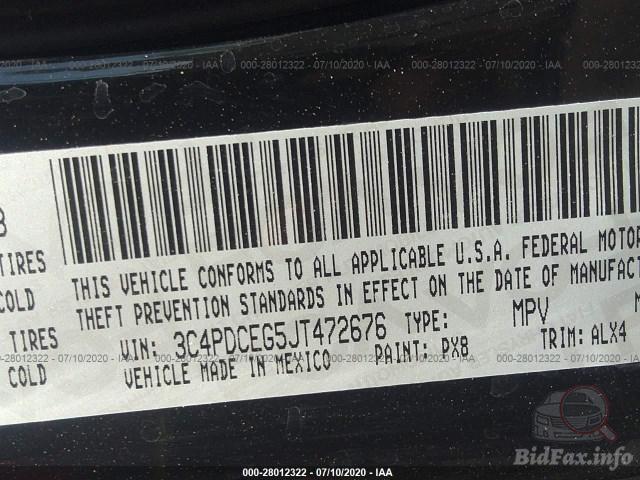 000-28012322 - 07/10/2020 - IAA
TIRES
COLD
TIRES
COLD
THIS VEHICLE CONFORMS TO ALL APPLICABLE U.S.A. FEDERAL MOTOR
THEFT PREVENTION STANDARDS IN EFFECT ON THE DATE OF MANUFAC
VIN: 3C4PDCEG5JT472676 TYPE: MPV
VEHICLE MADE IN MEXICO PAINT: PX8 TRIM: ALX4
000-28012322 - 07/10/2020 - IAA
BidFax.info